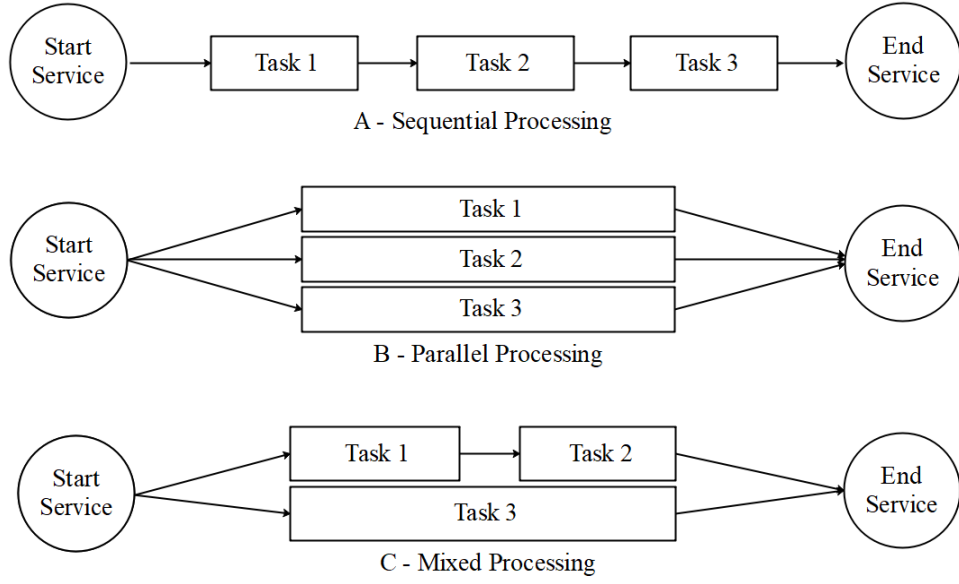 Start
Service
Task 1
Task 2
Task 3
End
Service
A - Sequential Processing
Start
Service
Task 1
Task 2
Task 3
End
Service
B - Parallel Processing
Start
Service
Task 1
Task 2
Task 3
End
Service
C - Mixed Processing